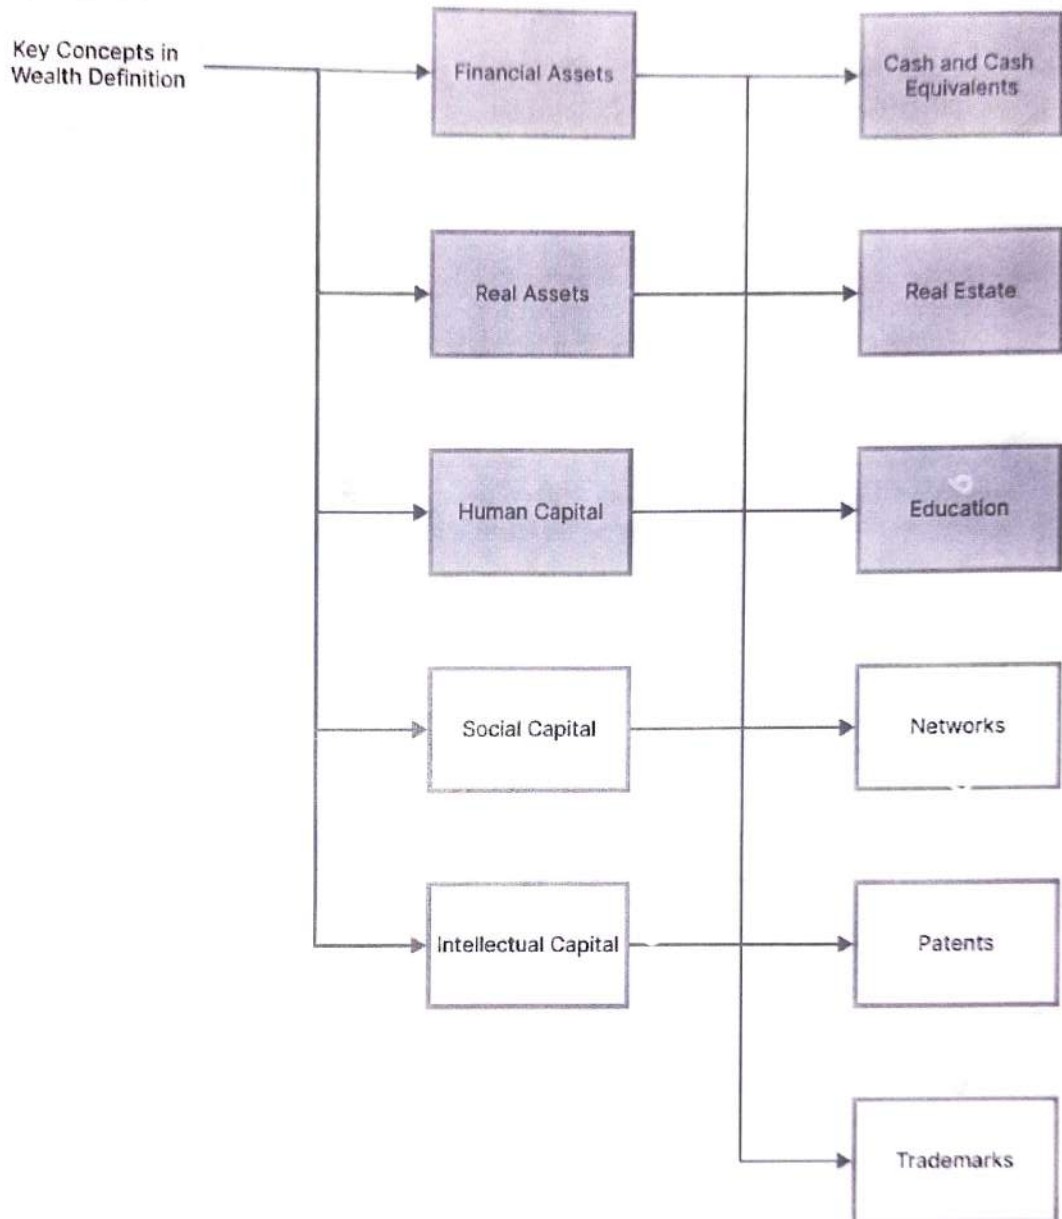 Key Concepts in
Wealth Definition
Financial Assets
Cash and Cash
Equivalents
Real Assets
Real Estate
Human Capital
Education
Social Capital
Networks
Intellectual Capital
Patents
Trademarks